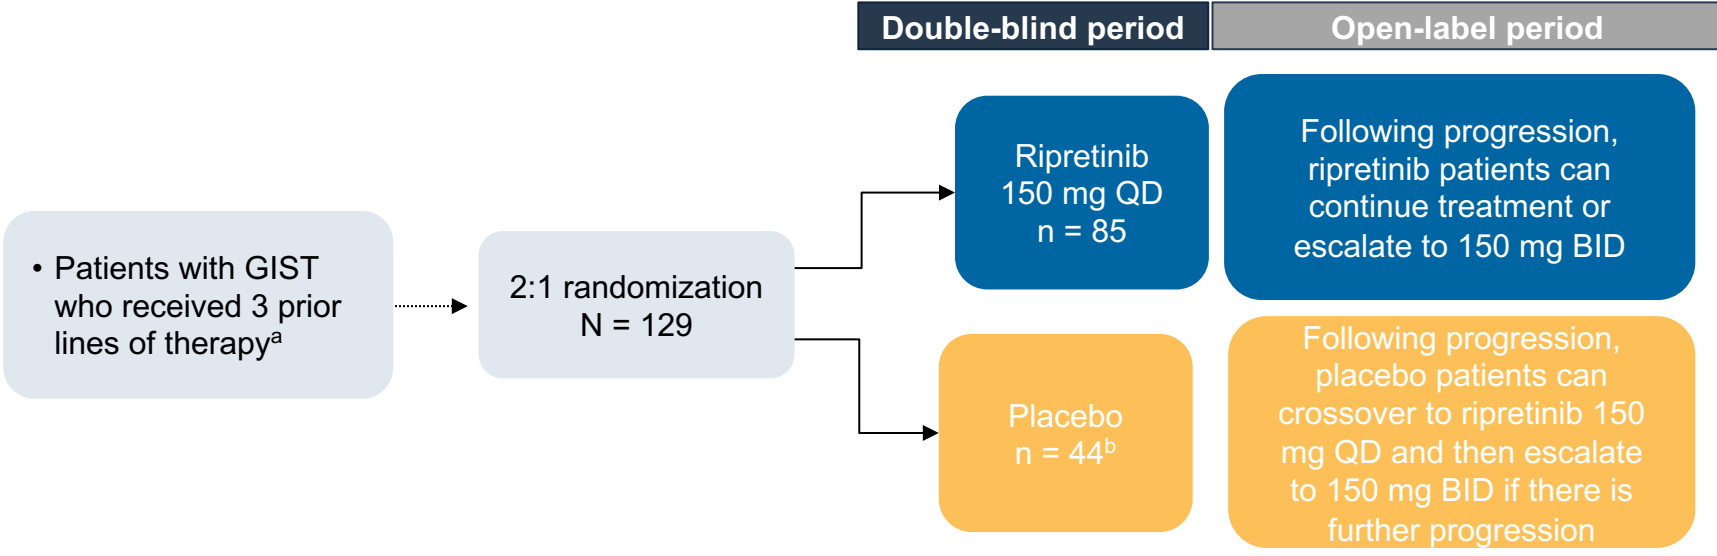 Double-blind period
Open-label period
• Patients with GIST
who received 3 prior
lines of therapyᵃ
2:1 randomization
N = 129
Ripretinib
150 mg QD
n = 85
Following progression,
ripretinib patients can
continue treatment or
escalate to 150 mg BID
Placebo
n = 44ᵇ
Following progression,
placebo patients can
crossover to ripretinib 150
mg QD and then escalate
to 150 mg BID if there is
further progression